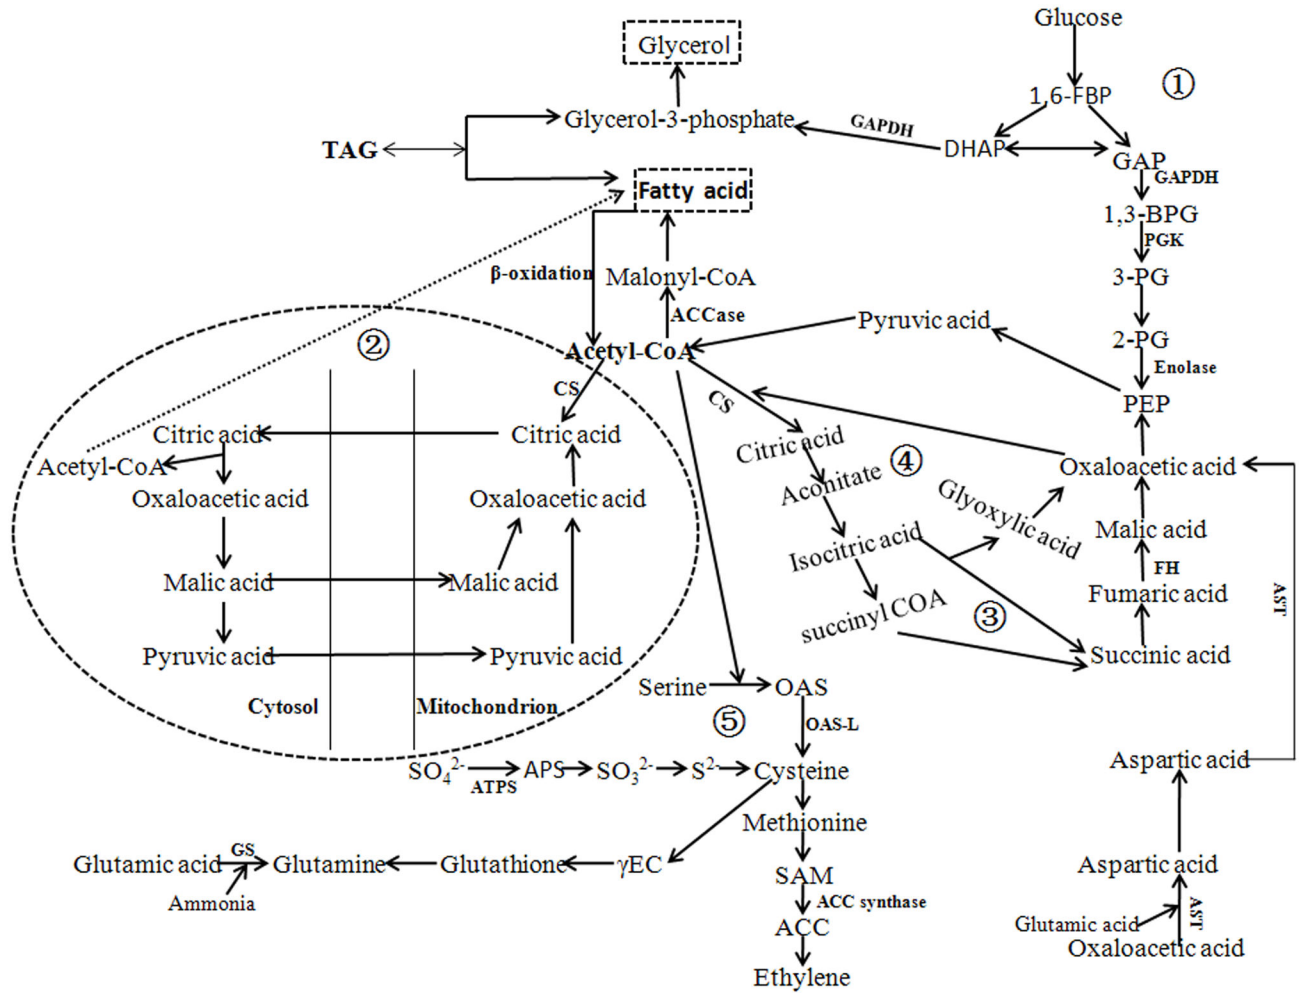 Glucose
Glycerol
1,6-FBP
①
Glycerol-3-phosphate
GAPDH
TAG
DHAP
GAP
GAPDH
Fatty acid
1,3-BPG
PGK
β-oxidation
Malonyl-CoA
3-PG
ACCase
Pyruvic acid
②
Acetyl-CoA
2-PG
Enolase
CS
CS
PEP
Citric acid
Citric acid
Citric acid
④
Acetyl-CoA
Oxaloacetic acid
Aconitate
Oxaloacetic acid
Oxaloacetic acid
Glyoxylic acid
Isocitric acid
Malic acid
FH
Malic acid
Malic acid
Fumaric acid
AST
succinyl COA
③
Pyruvic acid
Pyruvic acid
Succinic acid
Serine
OAS
Cytosol
Mitochondrion
⑤
OAS-L
SO₄²⁻
ATPS
APS
SO₃²⁻
S²⁻
Cysteine
Aspartic acid
Methionine
Glutamic acid
GS
Glutamine
Glutathione
γEC
Aspartic acid
SAM
Ammonia
ACC synthase
AST
Glutamic acid
ACC
Oxaloacetic acid
Ethylene